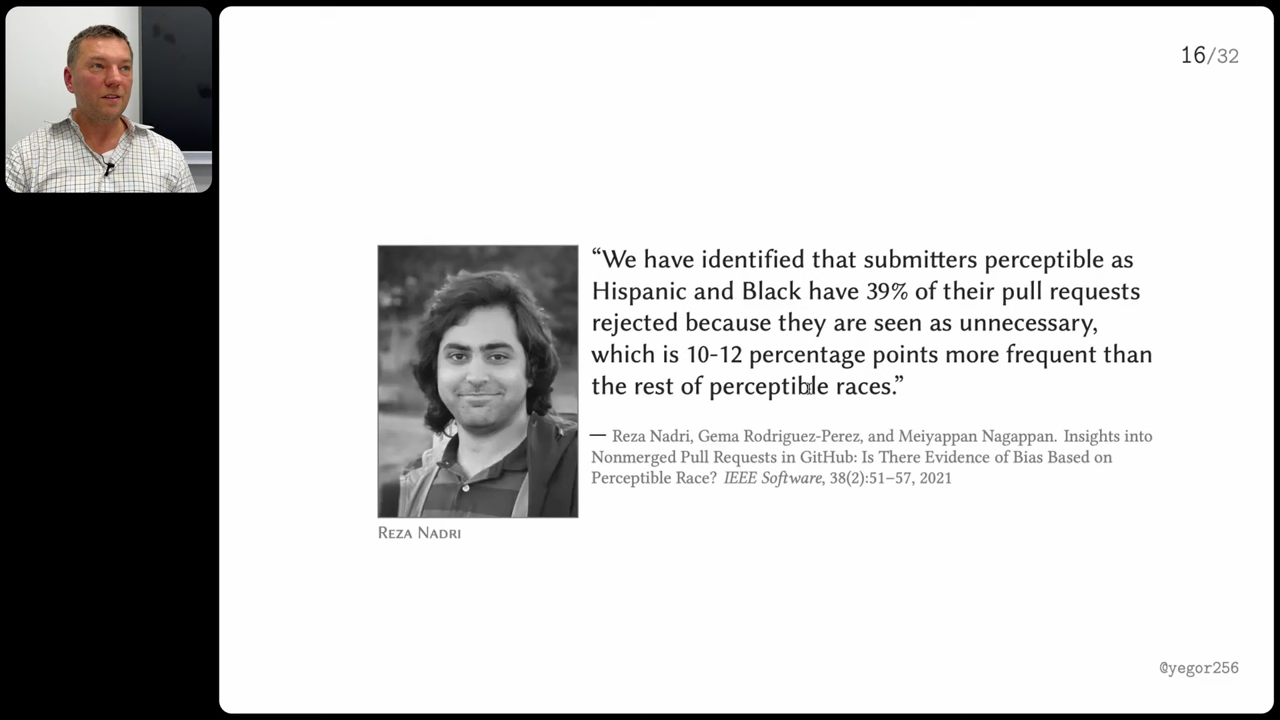 16/32
“We have identified that submitters perceptible as
Hispanic and Black have 39% of their pull requests
rejected because they are seen as unnecessary,
which is 10-12 percentage points more frequent than
the rest of perceptible races.”
— Reza Nadri, Gema Rodriguez-Perez, and Meiyappan Nagappan. Insights into
Nonmerged Pull Requests in GitHub: Is There Evidence of Bias Based on
Perceptible Race? IEEE Software, 38(2):51–57, 2021
Reza Nadri
@yegor256